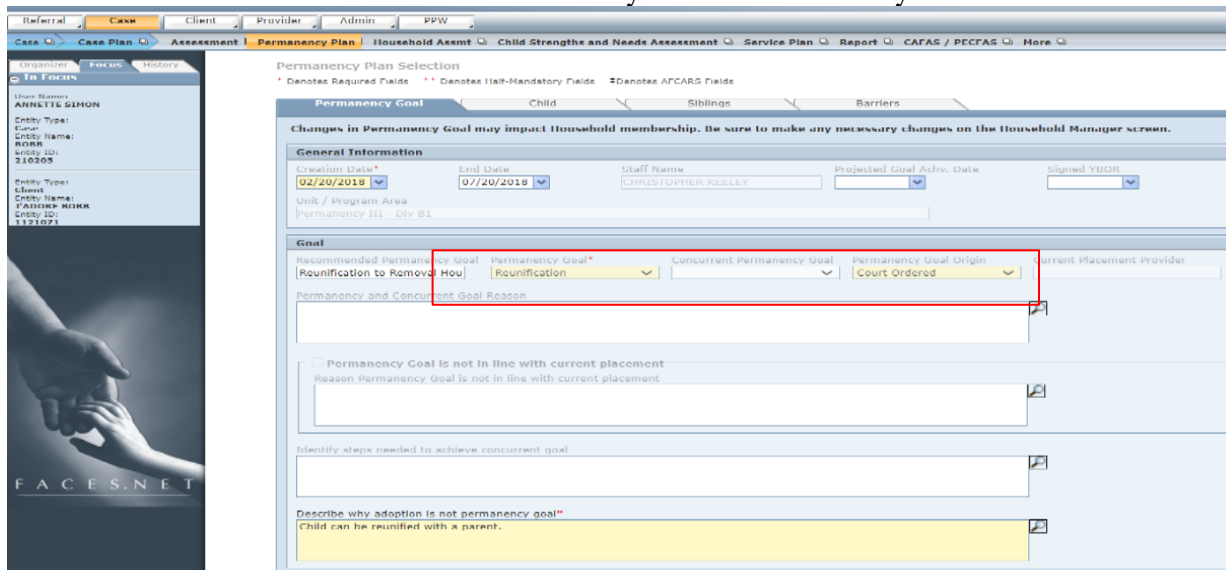 Referral Case Client Provider Admin PPW
Case Case Plan Assessment Permanency Plan Household Assmt Child Strengths and Needs Assessment Service Plan Report CAFAS / PECFAS More
Organizer Focus History
In Focus
User Name:
ANNETTE SIMON
Entity Type:
Case
Entity Name:
BOBB
Entity ID:
210205
Entity Type:
Client
Entity Name:
Entity ID:
1121071
FACES.NET
Permanency Plan Selection
* Denotes Required Fields ** Denotes Half-Mandatory Fields ‡Denotes AFCARS Fields
Permanency Goal Child Siblings Barriers
Changes in Permanency Goal may impact Household membership. Be sure to make any necessary changes on the Household Manager screen.
General Information
Creation Date* End Date Staff Name Projected Goal Achv. Date Signed YBOR
02/20/2018 07/20/2018 CHRISTOPHER KEELEY
Unit / Program Area
Permanency III - Div B1
Goal
Recommended Permanency Goal Permanency Goal* Concurrent Permanency Goal Permanency Goal Origin Current Placement Provider
Reunification to Removal Hou Reunification Court Ordered
Permanency and Concurrent Goal Reason
Permanency Goal is not in line with current placement
Reason Permanency Goal is not in line with current placement
Identify steps needed to achieve concurrent goal
Describe why adoption is not permanency goal*
Child can be reunified with a parent.